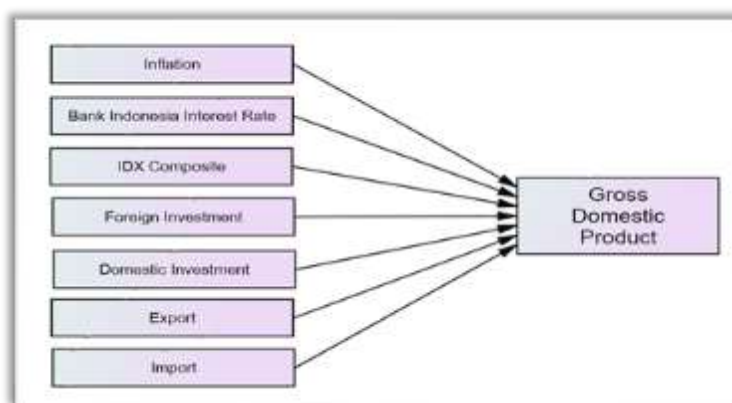 Inflation
Bank Indonesia Interest Rate
IDX Composite
Foreign Investment
Domestic Investment
Export
Import
Gross
Domestic
Product